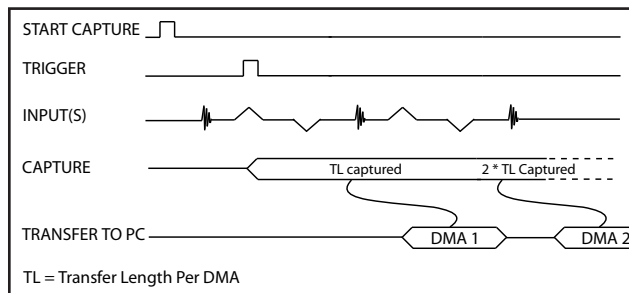 START CAPTURE
TRIGGER
INPUT(S)
CAPTURE
TL captured
2 * TL Captured
TRANSFER TO PC
DMA 1
DMA 2
TL = Transfer Length Per DMA